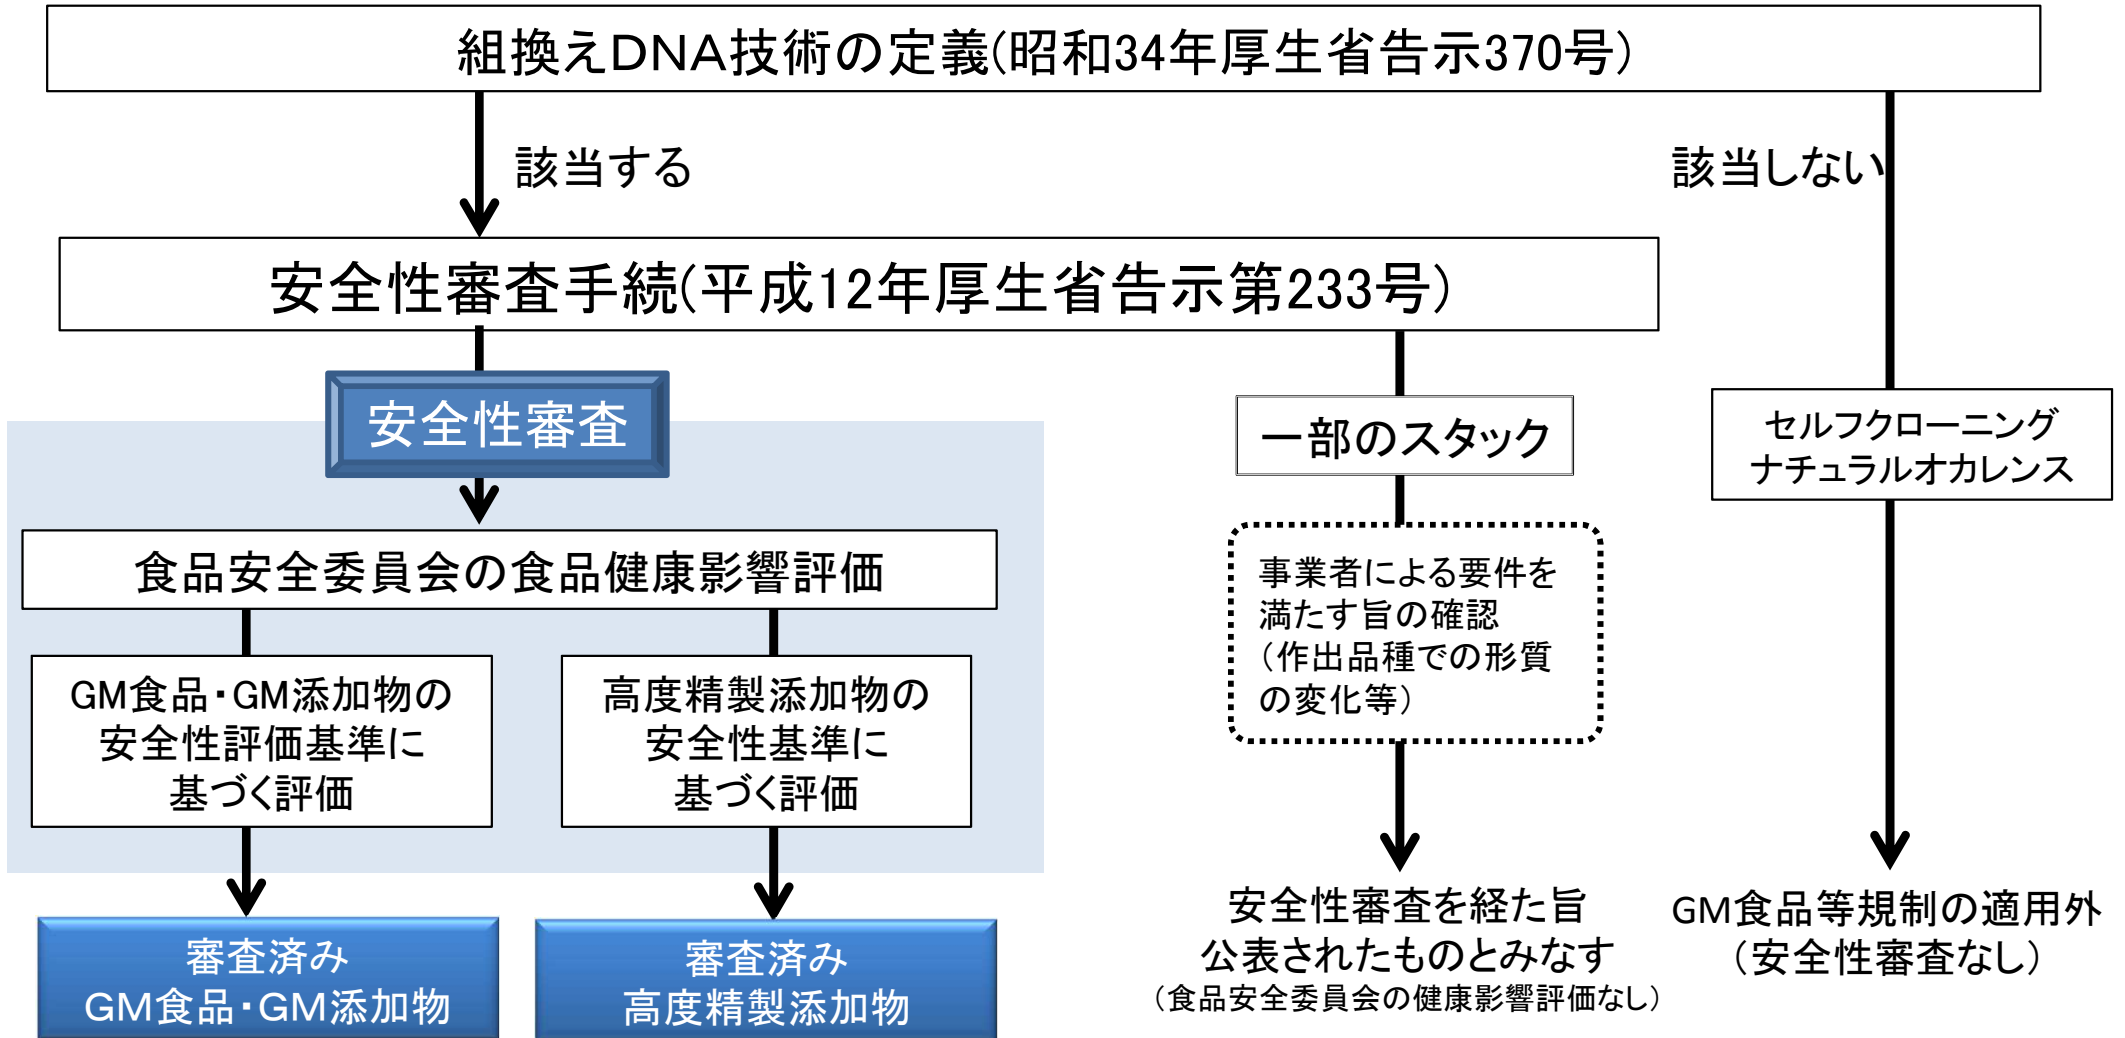 組換えDNA技術の定義(昭和34年厚生省告示370号)
該当する
該当しない
安全性審査手続(平成12年厚生省告示第233号)
安全性審査
一部のスタック
セルフクローニング
ナチュラルオカレンス
食品安全委員会の食品健康影響評価
事業者による要件を
満たす旨の確認
（作出品種での形質
の変化等）
GM食品・GM添加物の
安全性評価基準に
基づく評価
高度精製添加物の
安全性基準に
基づく評価
安全性審査を経た旨
公表されたものとみなす
（食品安全委員会の健康影響評価なし）
GM食品等規制の適用外
（安全性審査なし）
審査済み
GM食品・GM添加物
審査済み
高度精製添加物